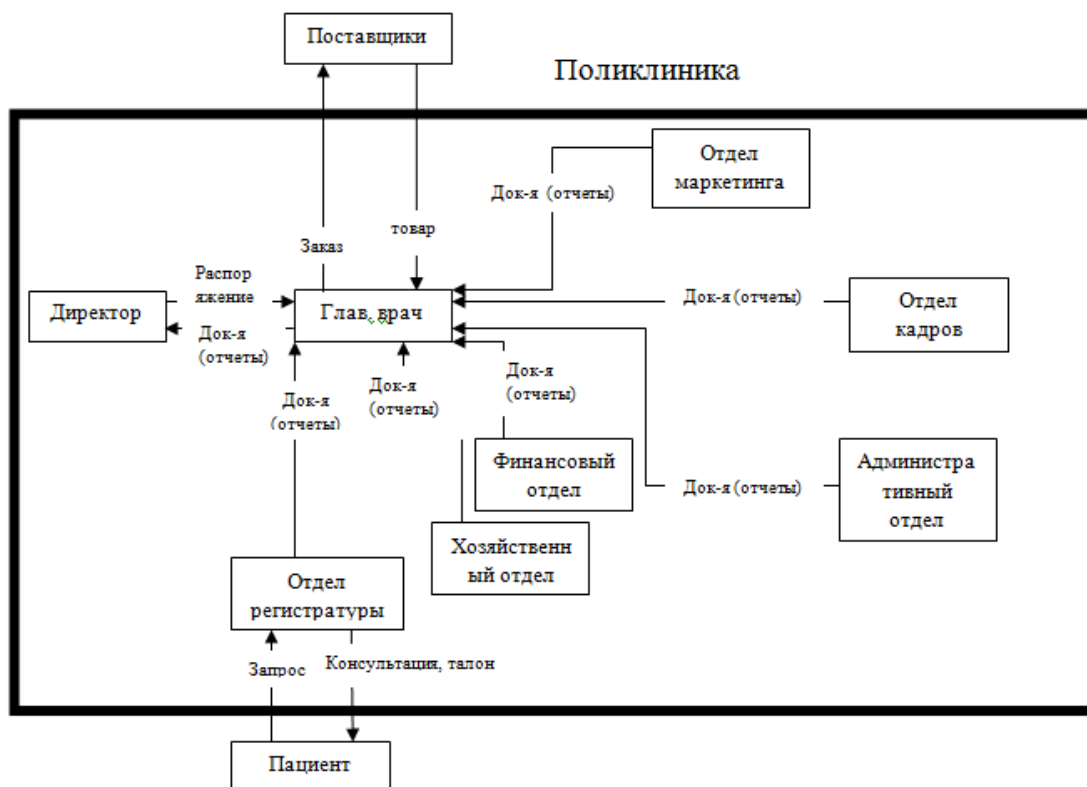 Поставщики
Поликлиника
Отдел
маркетинга
Док-я (отчеты)
товар
Заказ
Распор
яжение
Директор
Глав, врач
Док-я (отчеты)
Отдел
кадров
Док-я
(отчеты)
Док-я
(отчеты)
Док-я
(отчеты)
Док-я
(отчеты)
Финансовый
отдел
Док-я (отчеты)
Администра
тивный
отдел
Хозяйственн
ый отдел
Отдел
регистратуры
Запрос
Консультация, талон
Пациент